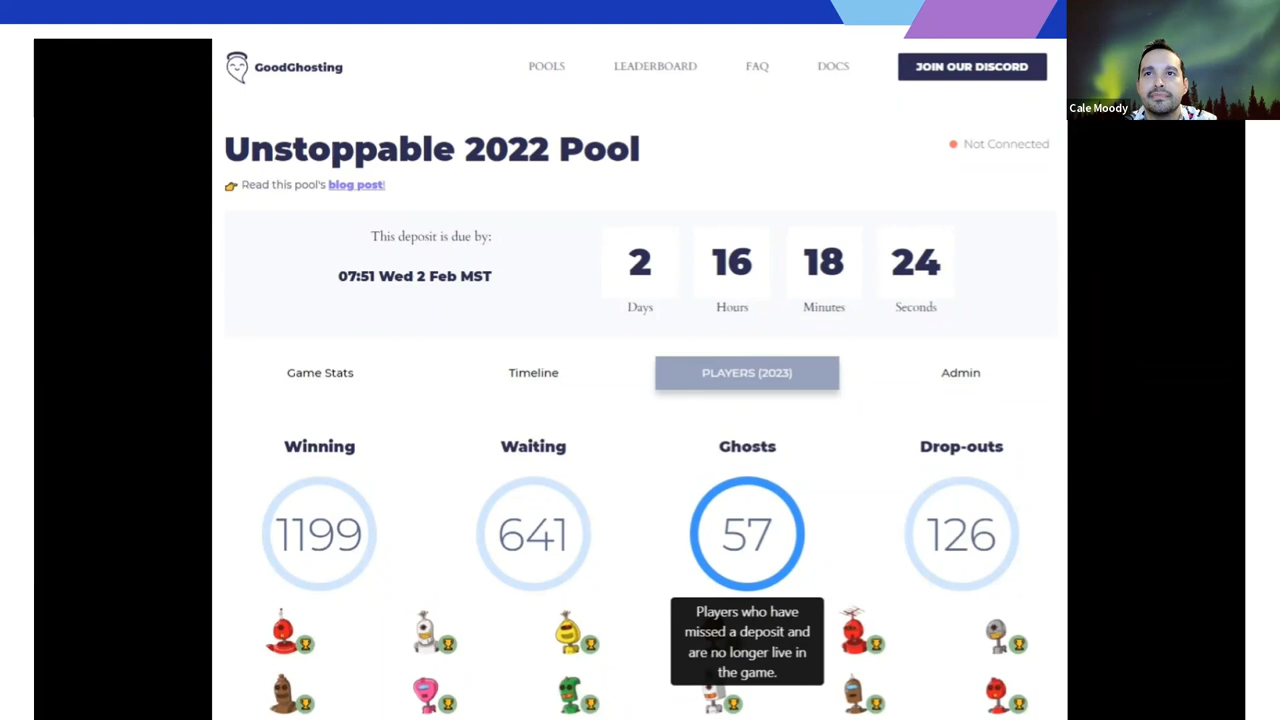 GoodGhosting
POOLS
LEADERBOARD
FAQ
DOCS
JOIN OUR DISCORD
Cale Moody
Unstoppable 2022 Pool
Not Connected
Read this pool's blog post!
This deposit is due by:
07:51 Wed 2 Feb MST
2
16
18
24
Days
Hours
Minutes
Seconds
Game Stats
Timeline
PLAYERS (2023)
Admin
Winning
Waiting
Ghosts
Drop-outs
1199
641
57
126
Players who have
missed a deposit and
are no longer live in
the game.